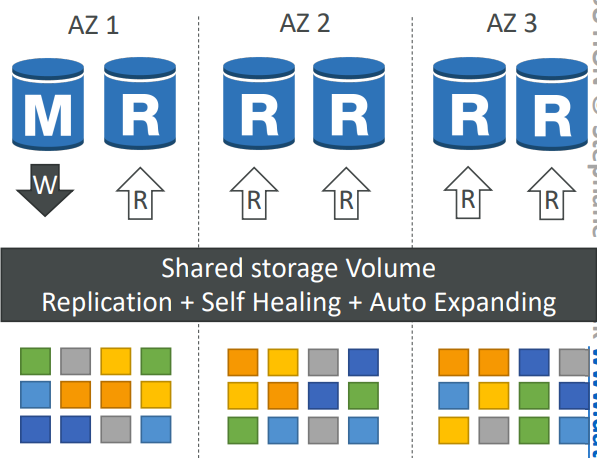 AZ 1
AZ 2
AZ 3
M
R
R
R
R
R
W
R
R
R
R
R
Shared storage Volume
Replication + Self Healing + Auto Expanding